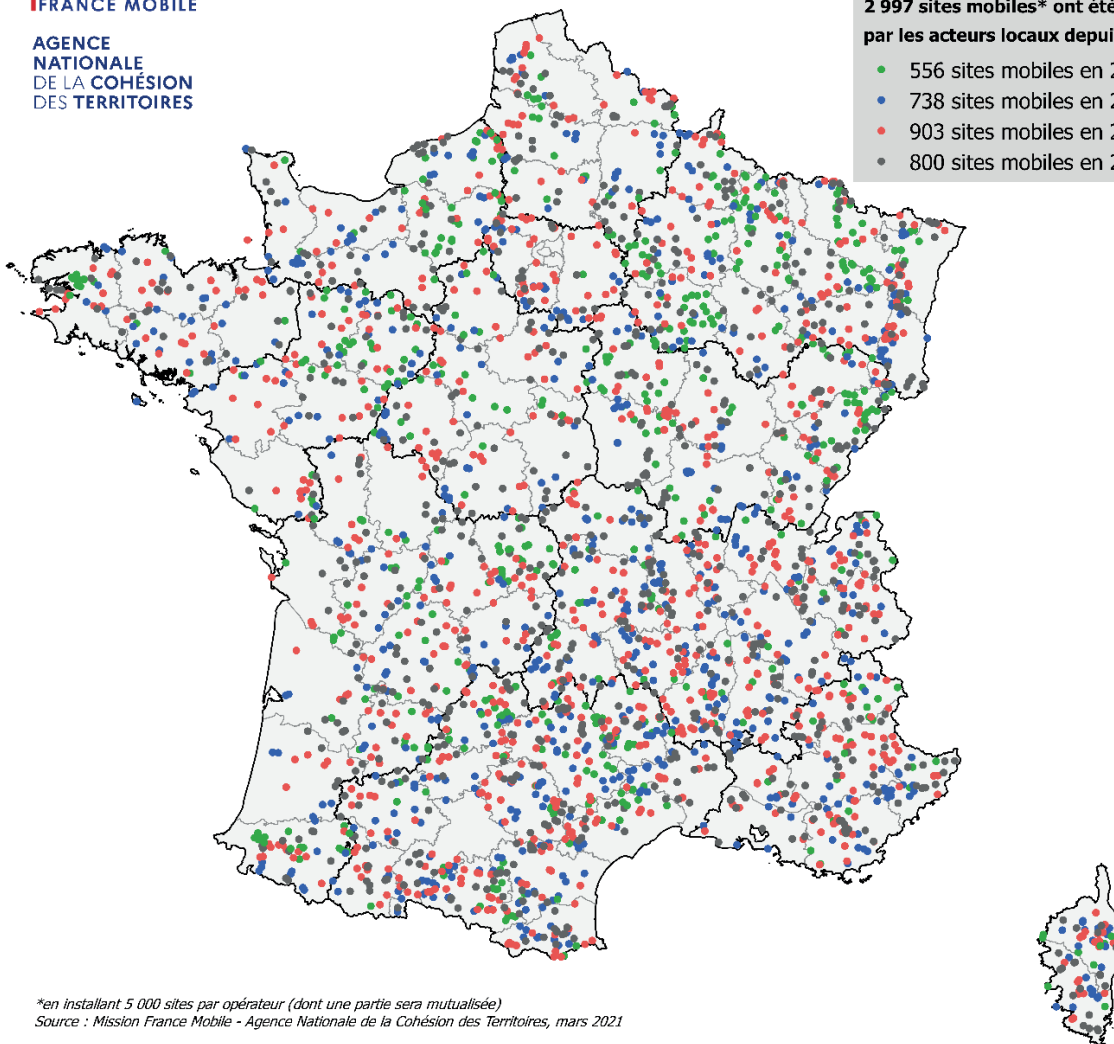 FRANCE MOBILE
AGENCE
NATIONALE
DE LA COHÉSION
DES TERRITOIRES
2 997 sites mobiles* ont été
par les acteurs locaux depui
556 sites mobiles en 2
738 sites mobiles en 2
903 sites mobiles en 2
800 sites mobiles en 2
*en installant 5 000 sites par opérateur (dont une partie sera mutualisée)
Source : Mission France Mobile - Agence Nationale de la Cohésion des Territoires, mars 2021